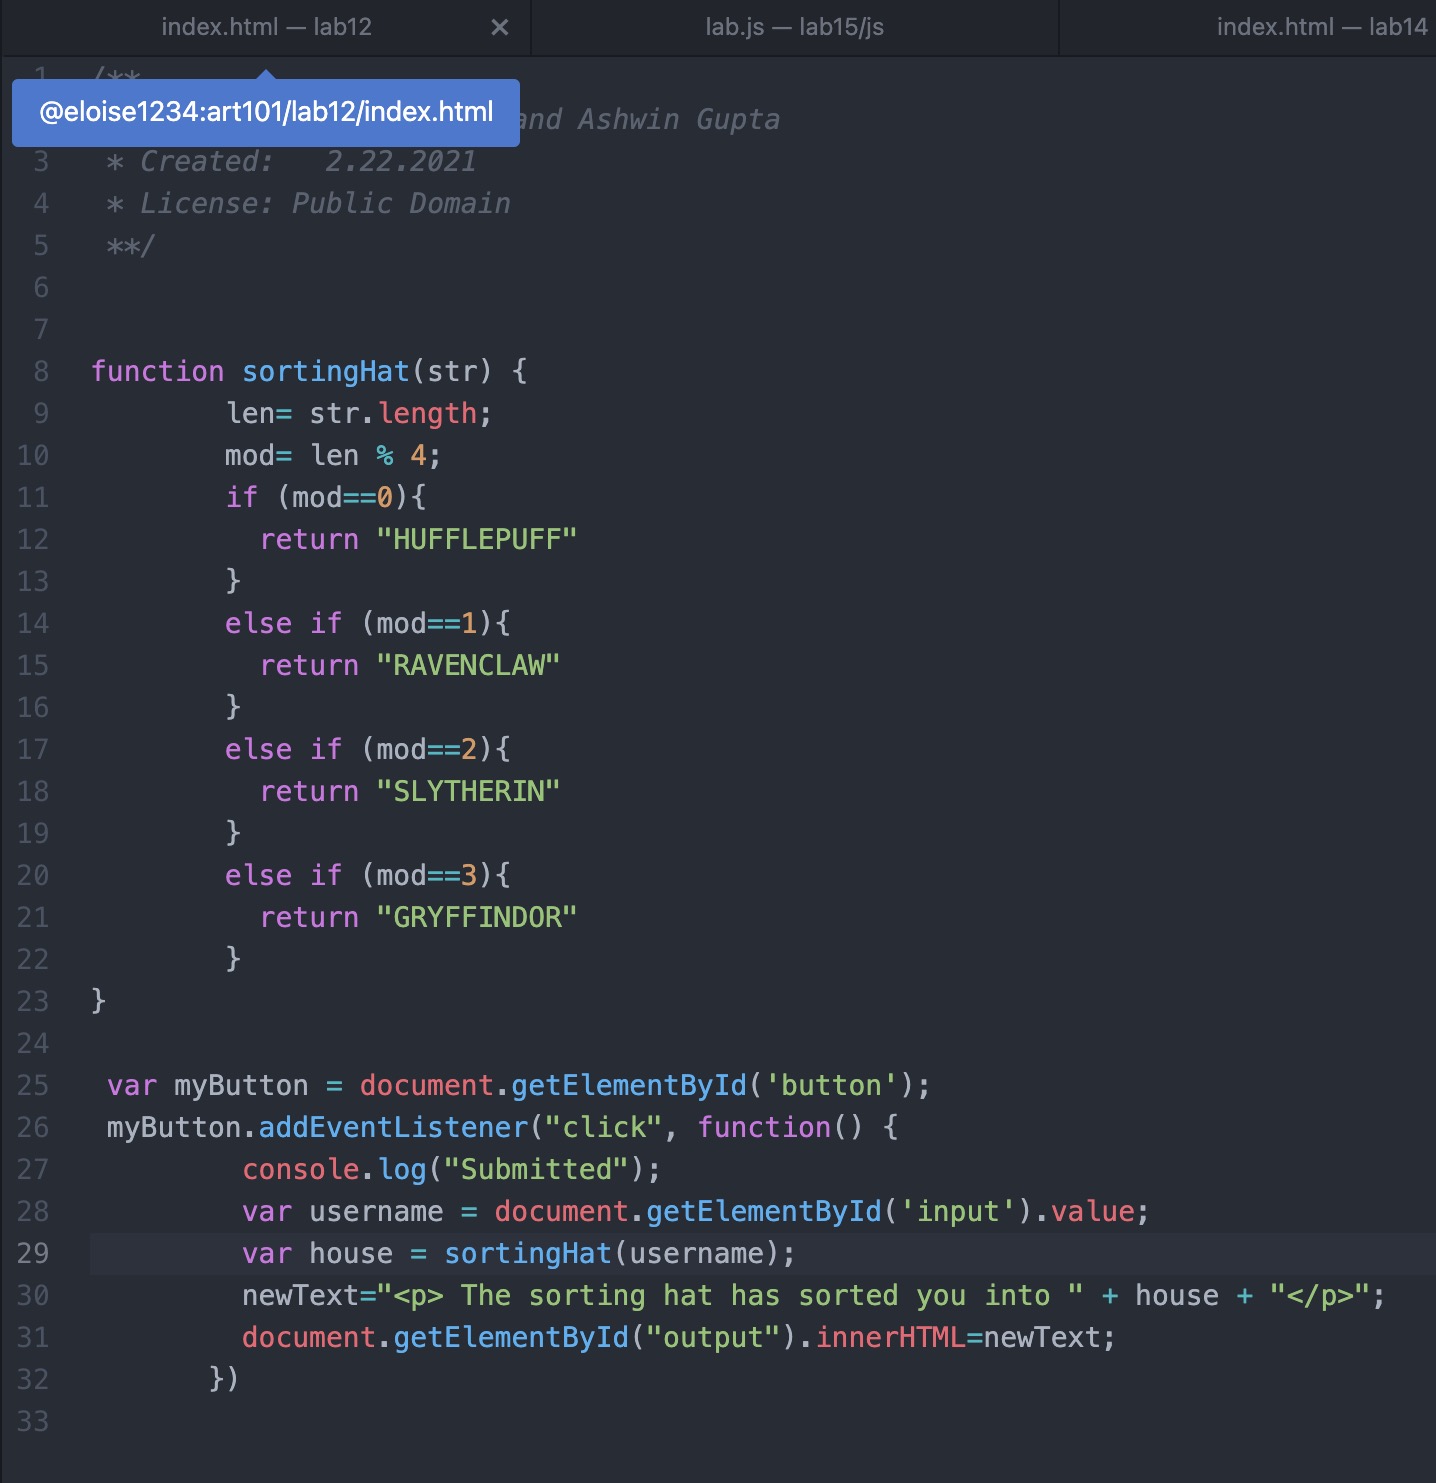 index.html — lab12 ✕ lab.js — lab15/js index.html — lab14
1 /**
@eloise1234:art101/lab12/index.html and Ashwin Gupta
3 * Created:   2.22.2021
4 * License: Public Domain
5 **/
6
7
8 function sortingHat(str) {
9 len= str.length;
10 mod= len % 4;
11 if (mod==0){
12 return "HUFFLEPUFF"
13 }
14 else if (mod==1){
15 return "RAVENCLAW"
16 }
17 else if (mod==2){
18 return "SLYTHERIN"
19 }
20 else if (mod==3){
21 return "GRYFFINDOR"
22 }
23 }
24
25 var myButton = document.getElementById('button');
26 myButton.addEventListener("click", function() {
27 console.log("Submitted");
28 var username = document.getElementById('input').value;
29 var house = sortingHat(username);
30 newText="<p> The sorting hat has sorted you into " + house + "</p>";
31 document.getElementById("output").innerHTML=newText;
32 })
33